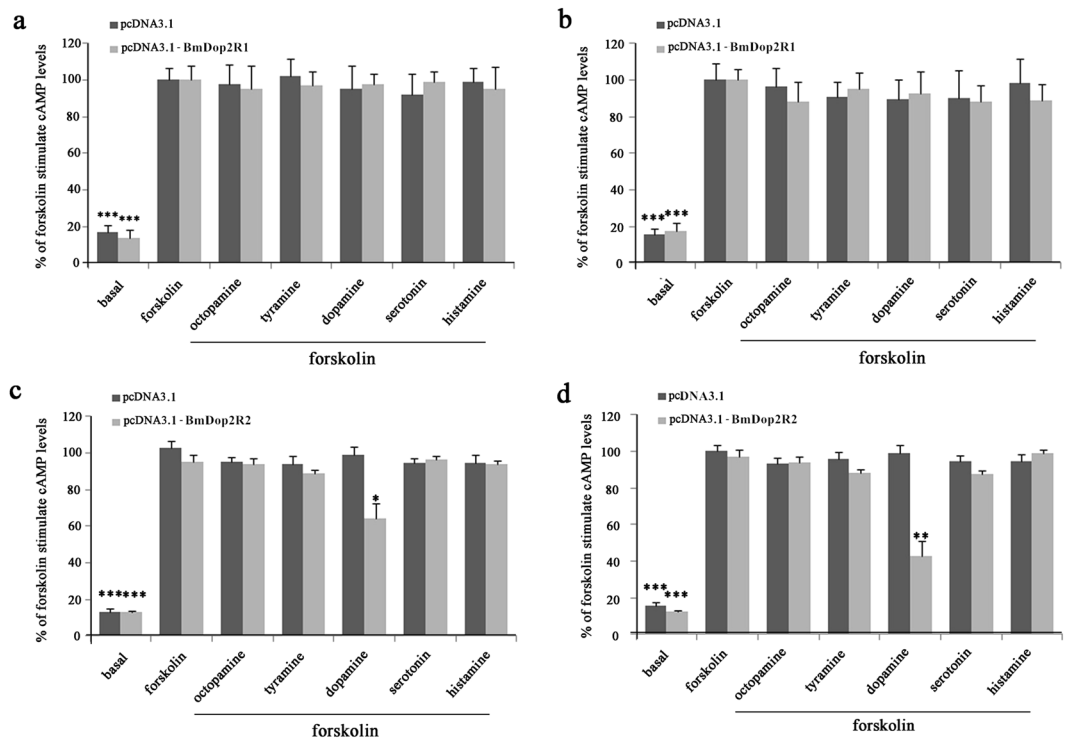 a
pcDNA3.1
pcDNA3.1 - BmDop2R1
% of forskolin stimulate cAMP levels
120
100
80
60
40
20
0
*** ***
basal
forskolin
octopamine
tyramine
dopamine
serotonin
histamine
forskolin
b
pcDNA3.1
pcDNA3.1 - BmDop2R1
% of forskolin stimulate cAMP levels
120
100
80
60
40
20
0
*** ***
basal
forskolin
octopamine
tyramine
dopamine
serotonin
histamine
forskolin
c
pcDNA3.1
pcDNA3.1 - BmDop2R2
% of forskolin stimulate cAMP levels
120
100
80
60
40
20
0
*** ***
*
basal
forskolin
octopamine
tyramine
dopamine
serotonin
histamine
forskolin
d
pcDNA3.1
pcDNA3.1 - BmDop2R2
% of forskolin stimulate cAMP levels
120
100
80
60
40
20
0
*** ***
**
basal
forskolin
octopamine
tyramine
dopamine
serotonin
histamine
forskolin